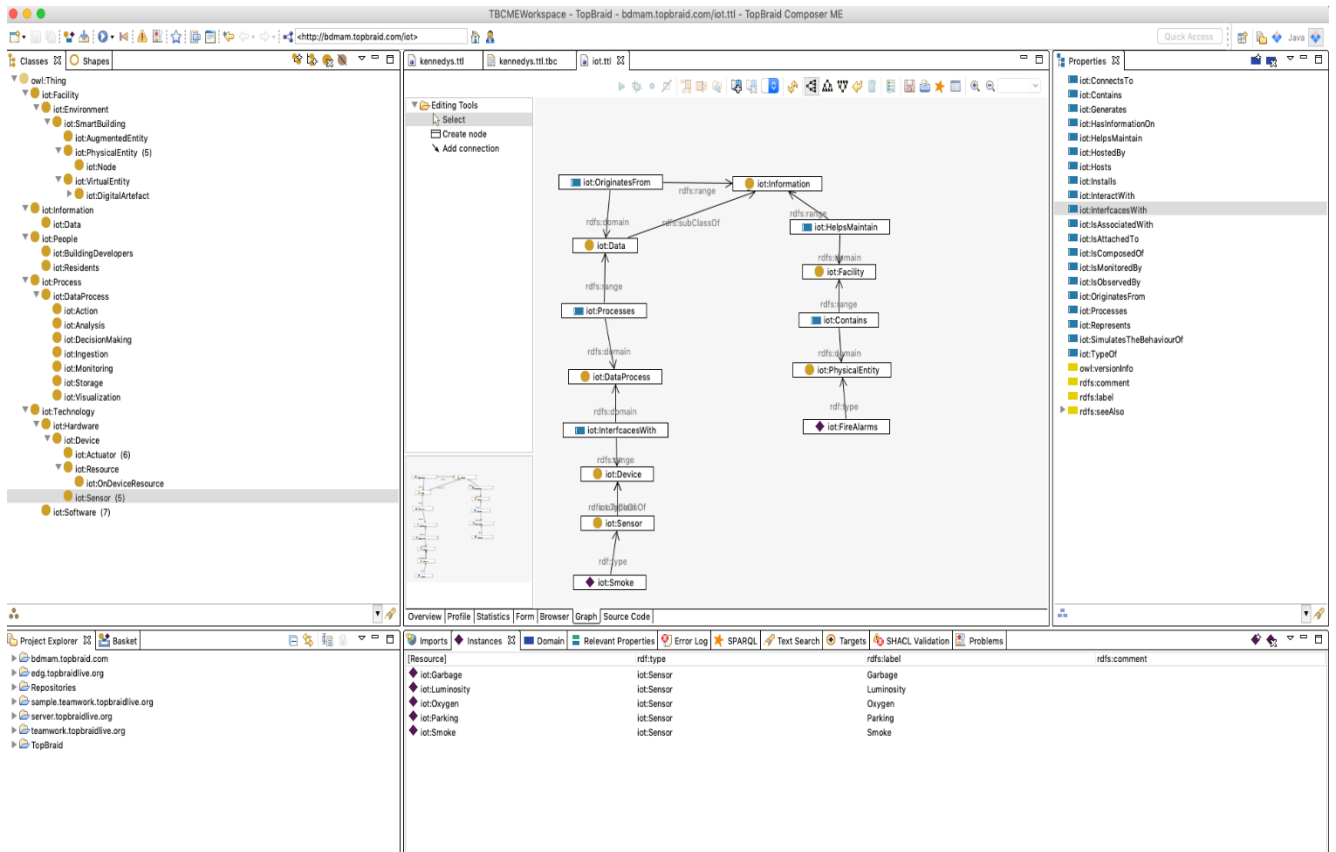 TBCMEWorkspace - TopBraid - bdmam.topbraid.com/iot.ttl - TopBraid Composer ME
<http://bdmam.topbraid.com/iot>
Quick Access
Java
Classes
Shapes
owl:Thing
iot:Facility
iot:Environment
iot:SmartBuilding
iot:AugmentedEntity
iot:PhysicalEntity (5)
iot:Node
iot:VirtualEntity
iot:DigitalArtefact
iot:Information
iot:Data
iot:People
iot:BuildingDevelopers
iot:Residents
iot:Process
iot:DataProcess
iot:Action
iot:Analysis
iot:DecisionMaking
iot:Ingestion
iot:Monitoring
iot:Storage
iot:Visualization
iot:Technology
iot:Hardware
iot:Device
iot:Actuator (6)
iot:Resource
iot:OnDeviceResource
iot:Sensor (5)
iot:Software (7)
kennedys.ttl
kennedys.ttl.tbc
iot.ttl
Editing Tools
Select
Create node
Add connection
iot:OriginatesFrom
rdfs:range
iot:Information
rdfs:domain
rdfs:subClassOf
rdfs:range
iot:HelpsMaintain
iot:Data
rdfs:domain
iot:Facility
rdfs:range
rdfs:range
iot:Processes
iot:Contains
rdfs:domain
rdfs:domain
iot:DataProcess
iot:PhysicalEntity
rdfs:domain
rdf:type
iot:InterfcacesWith
iot:FireAlarms
rdfs:range
iot:Device
iot:Sensor
rdf:type
iot:Smoke
Overview Profile Statistics Form Browser Graph Source Code
Properties
iot:ConnectsTo
iot:Contains
iot:Generates
iot:HasInformationOn
iot:HelpsMaintain
iot:HostedBy
iot:Hosts
iot:Installs
iot:InteractWith
iot:InterfcacesWith
iot:IsAssociatedWith
iot:IsAttachedTo
iot:IsComposedOf
iot:IsMonitoredBy
iot:IsObservedBy
iot:OriginatesFrom
iot:Processes
iot:Represents
iot:SimulatesTheBehaviourOf
iot:TypeOf
owl:versionInfo
rdfs:comment
rdfs:label
rdfs:seeAlso
Project Explorer
Basket
bdmam.topbraid.com
edg.topbraidlive.org
Repositories
sample.teamwork.topbraidlive.org
server.topbraidlive.org
teamwork.topbraidlive.org
TopBraid
Imports Instances Domain Relevant Properties Error Log SPARQL Text Search Targets SHACL Validation Problems
[Resource] rdf:type rdfs:label rdfs:comment
iot:Garbage iot:Sensor Garbage
iot:Luminosity iot:Sensor Luminosity
iot:Oxygen iot:Sensor Oxygen
iot:Parking iot:Sensor Parking
iot:Smoke iot:Sensor Smoke